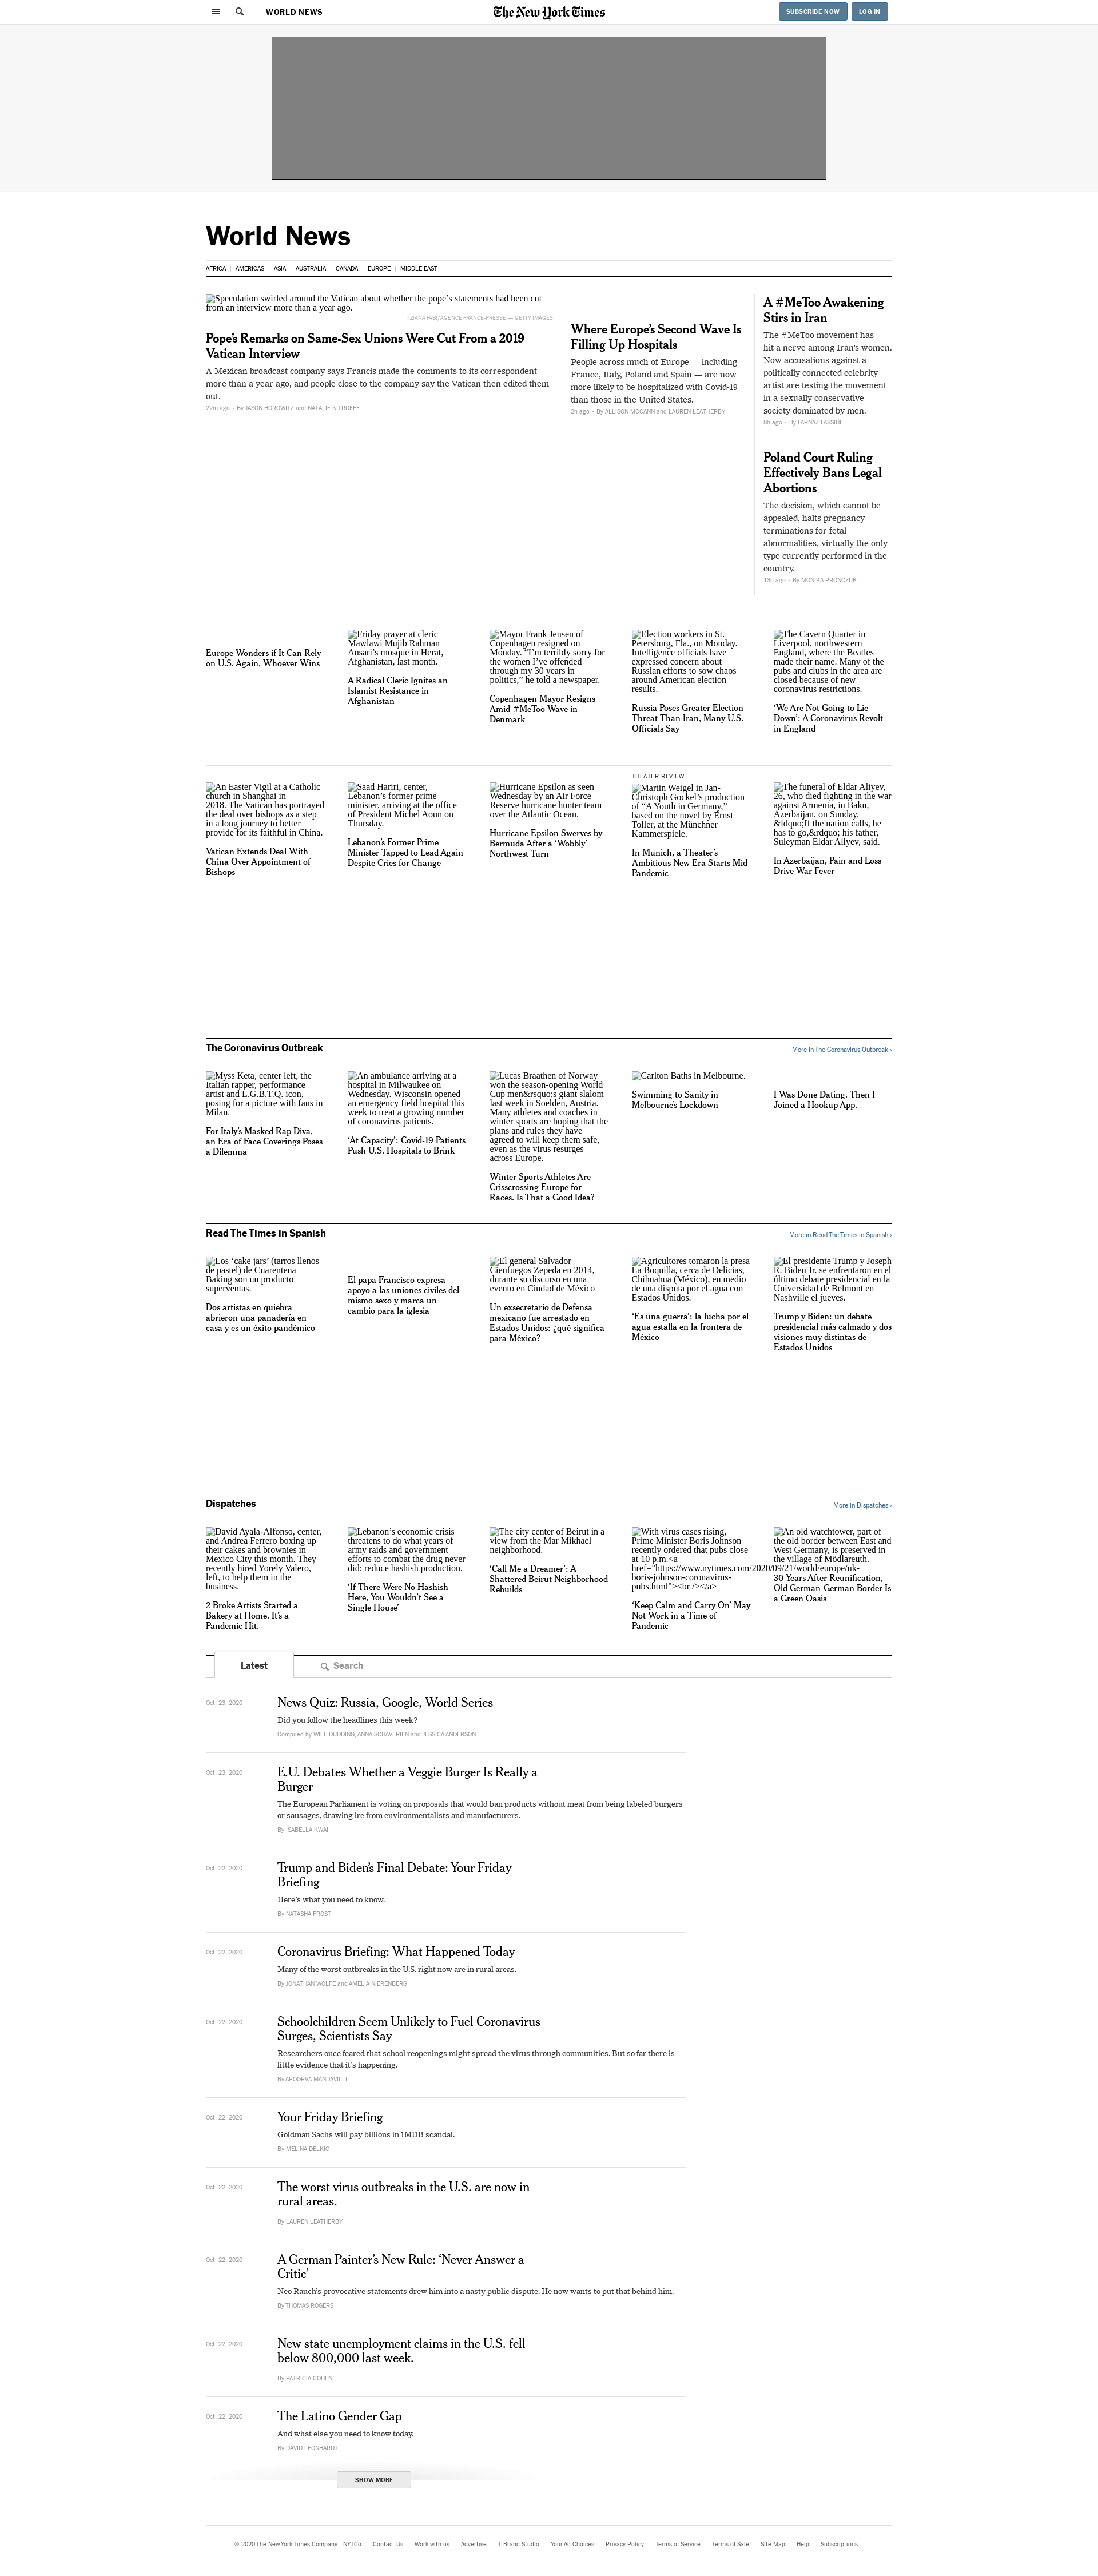 WORLD NEWS
The New York Times
SUBSCRIBE NOW
LOG IN
World News
AFRICA
AMERICAS
ASIA
AUSTRALIA
CANADA
EUROPE
MIDDLE EAST
Speculation swirled around the Vatican about whether the pope's statements had been cut
from an interview more than a year ago.
TIZIANA FABI/AGENCE FRANCE-PRESSE — GETTY IMAGES
Pope's Remarks on Same-Sex Unions Were Cut From a 2019
Vatican Interview
A Mexican broadcast company says Francis made the comments to its correspondent
more than a year ago, and people close to the company say the Vatican edited them
out.
22m ago - By JASON HOROWITZ and NATALIE KITROEFF
Where Europe's Second Wave Is
Filling Up Hospitals
People across much of Europe — including
France, Italy, Poland and Spain — are now
more likely to be hospitalized with Covid-19
than those in the United States.
2h ago - By ALLISON MCCANN and LAUREN LEATHERBY
A #MeToo Awakening
Stirs in Iran
The #MeToo movement has
hit a nerve among Iran's women.
Now accusations against a
politically connected celebrity
artist are testing the movement
in a sexually conservative
society dominated by men.
8h ago - By FARNAZ FASSIHI
Poland Court Ruling
Effectively Bans Legal
Abortions
The decision, which cannot be
appealed, halts pregnancy
terminations for fetal
abnormalities, virtually the only
type currently performed in the
country.
13h ago - By MONIKA PRONCZUK
Europe Wonders if It Can Rely
on U.S. Again, Whoever Wins
Friday prayer at cleric
Mawlawi Mujib Rahman
Ansari's mosque in Herat,
Afghanistan, last month.
A Radical Cleric Ignites an
Islamist Resistance in
Afghanistan
Mayor Frank Jensen of
Copenhagen resigned on
Monday. "I'm terribly sorry for
the women I've offended
through my 30 years in
politics," he told a newspaper.
Copenhagen Mayor Resigns
Amid #MeToo Wave in
Denmark
Election workers in St.
Petersburg, Fla., on Monday.
Intelligence officials have
expressed concern about
Russian efforts to sow chaos
around American election
results.
Russia Poses Greater Election
Threat Than Iran, Many U.S.
Officials Say
The Cavern Quarter in
Liverpool, northwestern
England, where the Beatles
made their name. Many of the
pubs and clubs in the area are
closed because of new
coronavirus restrictions.
'We Are Not Going to Lie
Down': A Coronavirus Revolt
in England
An Easter Vigil at a Catholic
church in Shanghai in
2018. The Vatican has portrayed
the deal over bishops as a step
in a long journey to better
provide for its faithful in China.
Vatican Extends Deal With
China Over Appointment of
Bishops
Saad Hariri, center,
Lebanon's former prime
minister, arriving at the office
of President Michel Aoun on
Thursday.
Lebanon's Former Prime
Minister Tapped to Lead Again
Despite Cries for Change
Hurricane Epsilon as seen
Wednesday by an Air Force
Reserve hurricane hunter team
over the Atlantic Ocean.
Hurricane Epsilon Swerves by
Bermuda After a 'Wobbly'
Northwest Turn
THEATER REVIEW
Martin Weigel in Jan-
Christoph Gockel's production
of "A Youth in Germany,"
based on the novel by Ernst
Toller, at the Münchner
Kammerspiele.
In Munich, a Theater's
Ambitious New Era Starts Mid-
Pandemic
The funeral of Eldar Aliyev,
26, who died fighting in the war
against Armenia, in Baku,
Azerbaijan, on Sunday.
&ldquo;If the nation calls, he
has to go,&rdquo; his father,
Suleyman Eldar Aliyev, said.
In Azerbaijan, Pain and Loss
Drive War Fever
The Coronavirus Outbreak
More in The Coronavirus Outbreak ›
Myss Keta, center left, the
Italian rapper, performance
artist and L.G.B.T.Q. icon,
posing for a picture with fans in
Milan.
For Italy's Masked Rap Diva,
an Era of Face Coverings Poses
a Dilemma
An ambulance arriving at a
hospital in Milwaukee on
Wednesday. Wisconsin opened
an emergency field hospital this
week to treat a growing number
of coronavirus patients.
'At Capacity': Covid-19 Patients
Push U.S. Hospitals to Brink
Lucas Braathen of Norway
won the season-opening World
Cup men&rsquo;s giant slalom
last week in Soelden, Austria.
Many athletes and coaches in
winter sports are hoping that the
plans and rules they have
agreed to will keep them safe,
even as the virus resurges
across Europe.
Winter Sports Athletes Are
Crisscrossing Europe for
Races. Is That a Good Idea?
Carlton Baths in Melbourne.
Swimming to Sanity in
Melbourne's Lockdown
I Was Done Dating. Then I
Joined a Hookup App.
Read The Times in Spanish
More in Read The Times in Spanish ›
Los 'cake jars' (tarros llenos
de pastel) de Cuarentena
Baking son un producto
superventas.
Dos artistas en quiebra
abrieron una panadería en
casa y es un éxito pandémico
El papa Francisco expresa
apoyo a las uniones civiles del
mismo sexo y marca un
cambio para la iglesia
El general Salvador
Cienfuegos Zepeda en 2014,
durante su discurso en una
evento en Ciudad de México
Un exsecretario de Defensa
mexicano fue arrestado en
Estados Unidos: ¿qué significa
para México?
Agricultores tomaron la presa
La Boquilla, cerca de Delicias,
Chihuahua (México), en medio
de una disputa por el agua con
Estados Unidos.
'Es una guerra': la lucha por el
agua estalla en la frontera de
México
El presidente Trump y Joseph
R. Biden Jr. se enfrentaron en el
último debate presidencial en la
Universidad de Belmont en
Nashville el jueves.
Trump y Biden: un debate
presidencial más calmado y dos
visiones muy distintas de
Estados Unidos
Dispatches
More in Dispatches ›
David Ayala-Alfonso, center,
and Andrea Ferrero boxing up
their cakes and brownies in
Mexico City this month. They
recently hired Yorely Valero,
left, to help them in the
business.
2 Broke Artists Started a
Bakery at Home. It's a
Pandemic Hit.
Lebanon's economic crisis
threatens to do what years of
army raids and government
efforts to combat the drug never
did: reduce hashish production.
'If There Were No Hashish
Here, You Wouldn't See a
Single House'
The city center of Beirut in a
view from the Mar Mikhael
neighborhood.
'Call Me a Dreamer': A
Shattered Beirut Neighborhood
Rebuilds
With virus cases rising,
Prime Minister Boris Johnson
recently ordered that pubs close
at 10 p.m.<a
href="https://www.nytimes.com/2020/09/21/world/europe/uk-
boris-johnson-coronavirus-
pubs.html"><br /></a>
'Keep Calm and Carry On' May
Not Work in a Time of
Pandemic
An old watchtower, part of
the old border between East and
West Germany, is preserved in
the village of Mödlareuth.
30 Years After Reunification,
Old German-German Border Is
a Green Oasis
Latest
Search
Oct. 23, 2020
News Quiz: Russia, Google, World Series
Did you follow the headlines this week?
Compiled by WILL DUDDING, ANNA SCHAVERIEN and JESSICA ANDERSON
Oct. 23, 2020
E.U. Debates Whether a Veggie Burger Is Really a
Burger
The European Parliament is voting on proposals that would ban products without meat from being labeled burgers
or sausages, drawing ire from environmentalists and manufacturers.
By ISABELLA KWAI
Oct. 22, 2020
Trump and Biden's Final Debate: Your Friday
Briefing
Here's what you need to know.
By NATASHA FROST
Oct. 22, 2020
Coronavirus Briefing: What Happened Today
Many of the worst outbreaks in the U.S. right now are in rural areas.
By JONATHAN WOLFE and AMELIA NIERENBERG
Oct. 22, 2020
Schoolchildren Seem Unlikely to Fuel Coronavirus
Surges, Scientists Say
Researchers once feared that school reopenings might spread the virus through communities. But so far there is
little evidence that it's happening.
By APOORVA MANDAVILLI
Oct. 22, 2020
Your Friday Briefing
Goldman Sachs will pay billions in 1MDB scandal.
By MELINA DELKIC
Oct. 22, 2020
The worst virus outbreaks in the U.S. are now in
rural areas.
By LAUREN LEATHERBY
Oct. 22, 2020
A German Painter's New Rule: 'Never Answer a
Critic'
Neo Rauch's provocative statements drew him into a nasty public dispute. He now wants to put that behind him.
By THOMAS ROGERS
Oct. 22, 2020
New state unemployment claims in the U.S. fell
below 800,000 last week.
By PATRICIA COHEN
Oct. 22, 2020
The Latino Gender Gap
And what else you need to know today.
By DAVID LEONHARDT
SHOW MORE
© 2020 The New York Times Company
NYTCo
Contact Us
Work with us
Advertise
T Brand Studio
Your Ad Choices
Privacy Policy
Terms of Service
Terms of Sale
Site Map
Help
Subscriptions